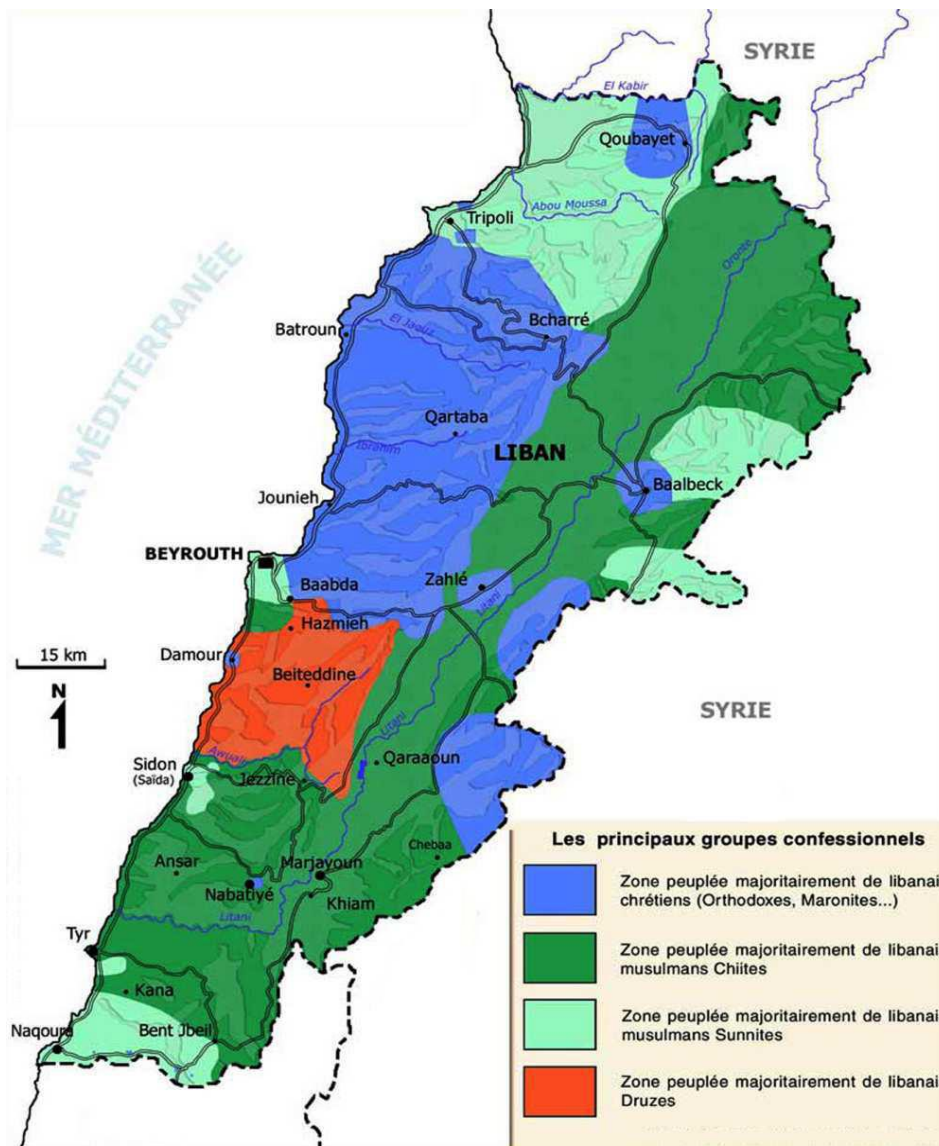 SYRIE
El Kabir
Qoubayet
Abou Moussa
Tripoli
Oronte
MER MÉDITERRANÉE
Batroun
El Jaouz
Bcharré
Qartaba
Ibrahim
LIBAN
Jounieh
Baalbeck
BEYROUTH
Baabda
Zahlé
Litani
Hazmieh
15 km
Damour
Beiteddine
N
SYRIE
Litani
Awuali
Sidon
(Saïda)
Jezzine
Qaraaoun
Chebaa
Ansar
Marjayoun
Nabatiyé
Khiam
Litani
Tyr
Kana
Naqoura
Bent Jbeil
Les principaux groupes confessionnels
Zone peuplée majoritairement de libanai
chrétiens (Orthodoxes, Maronites...)
Zone peuplée majoritairement de libanai
musulmans Chiites
Zone peuplée majoritairement de libanai
musulmans Sunnites
Zone peuplée majoritairement de libanai
Druzes